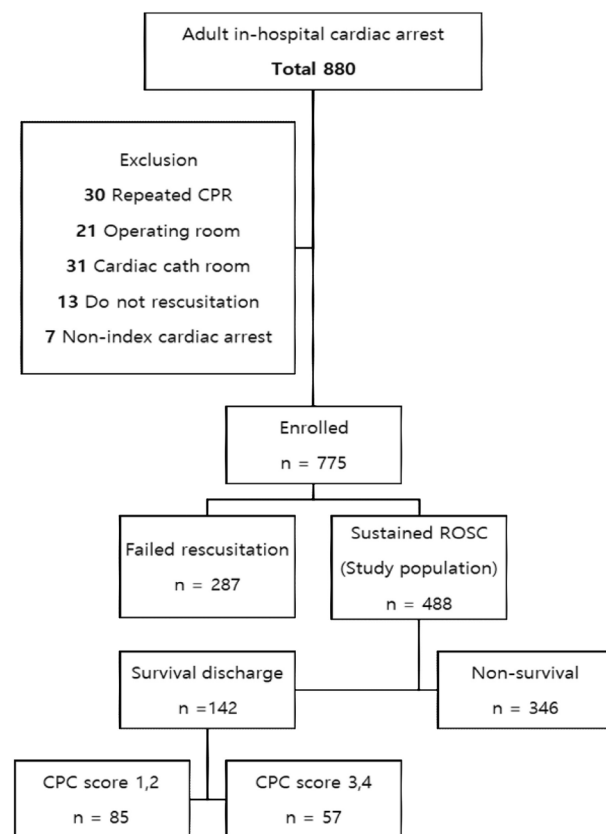 Adult in-hospital cardiac arrest
Total 880
Exclusion
30 Repeated CPR
21 Operating room
31 Cardiac cath room
13 Do not rescusitation
7 Non-index cardiac arrest
Enrolled
n = 775
Failed rescusitation
n = 287
Sustained ROSC
(Study population)
n = 488
Survival discharge
n =142
Non-survival
n = 346
CPC score 1,2
n = 85
CPC score 3,4
n = 57